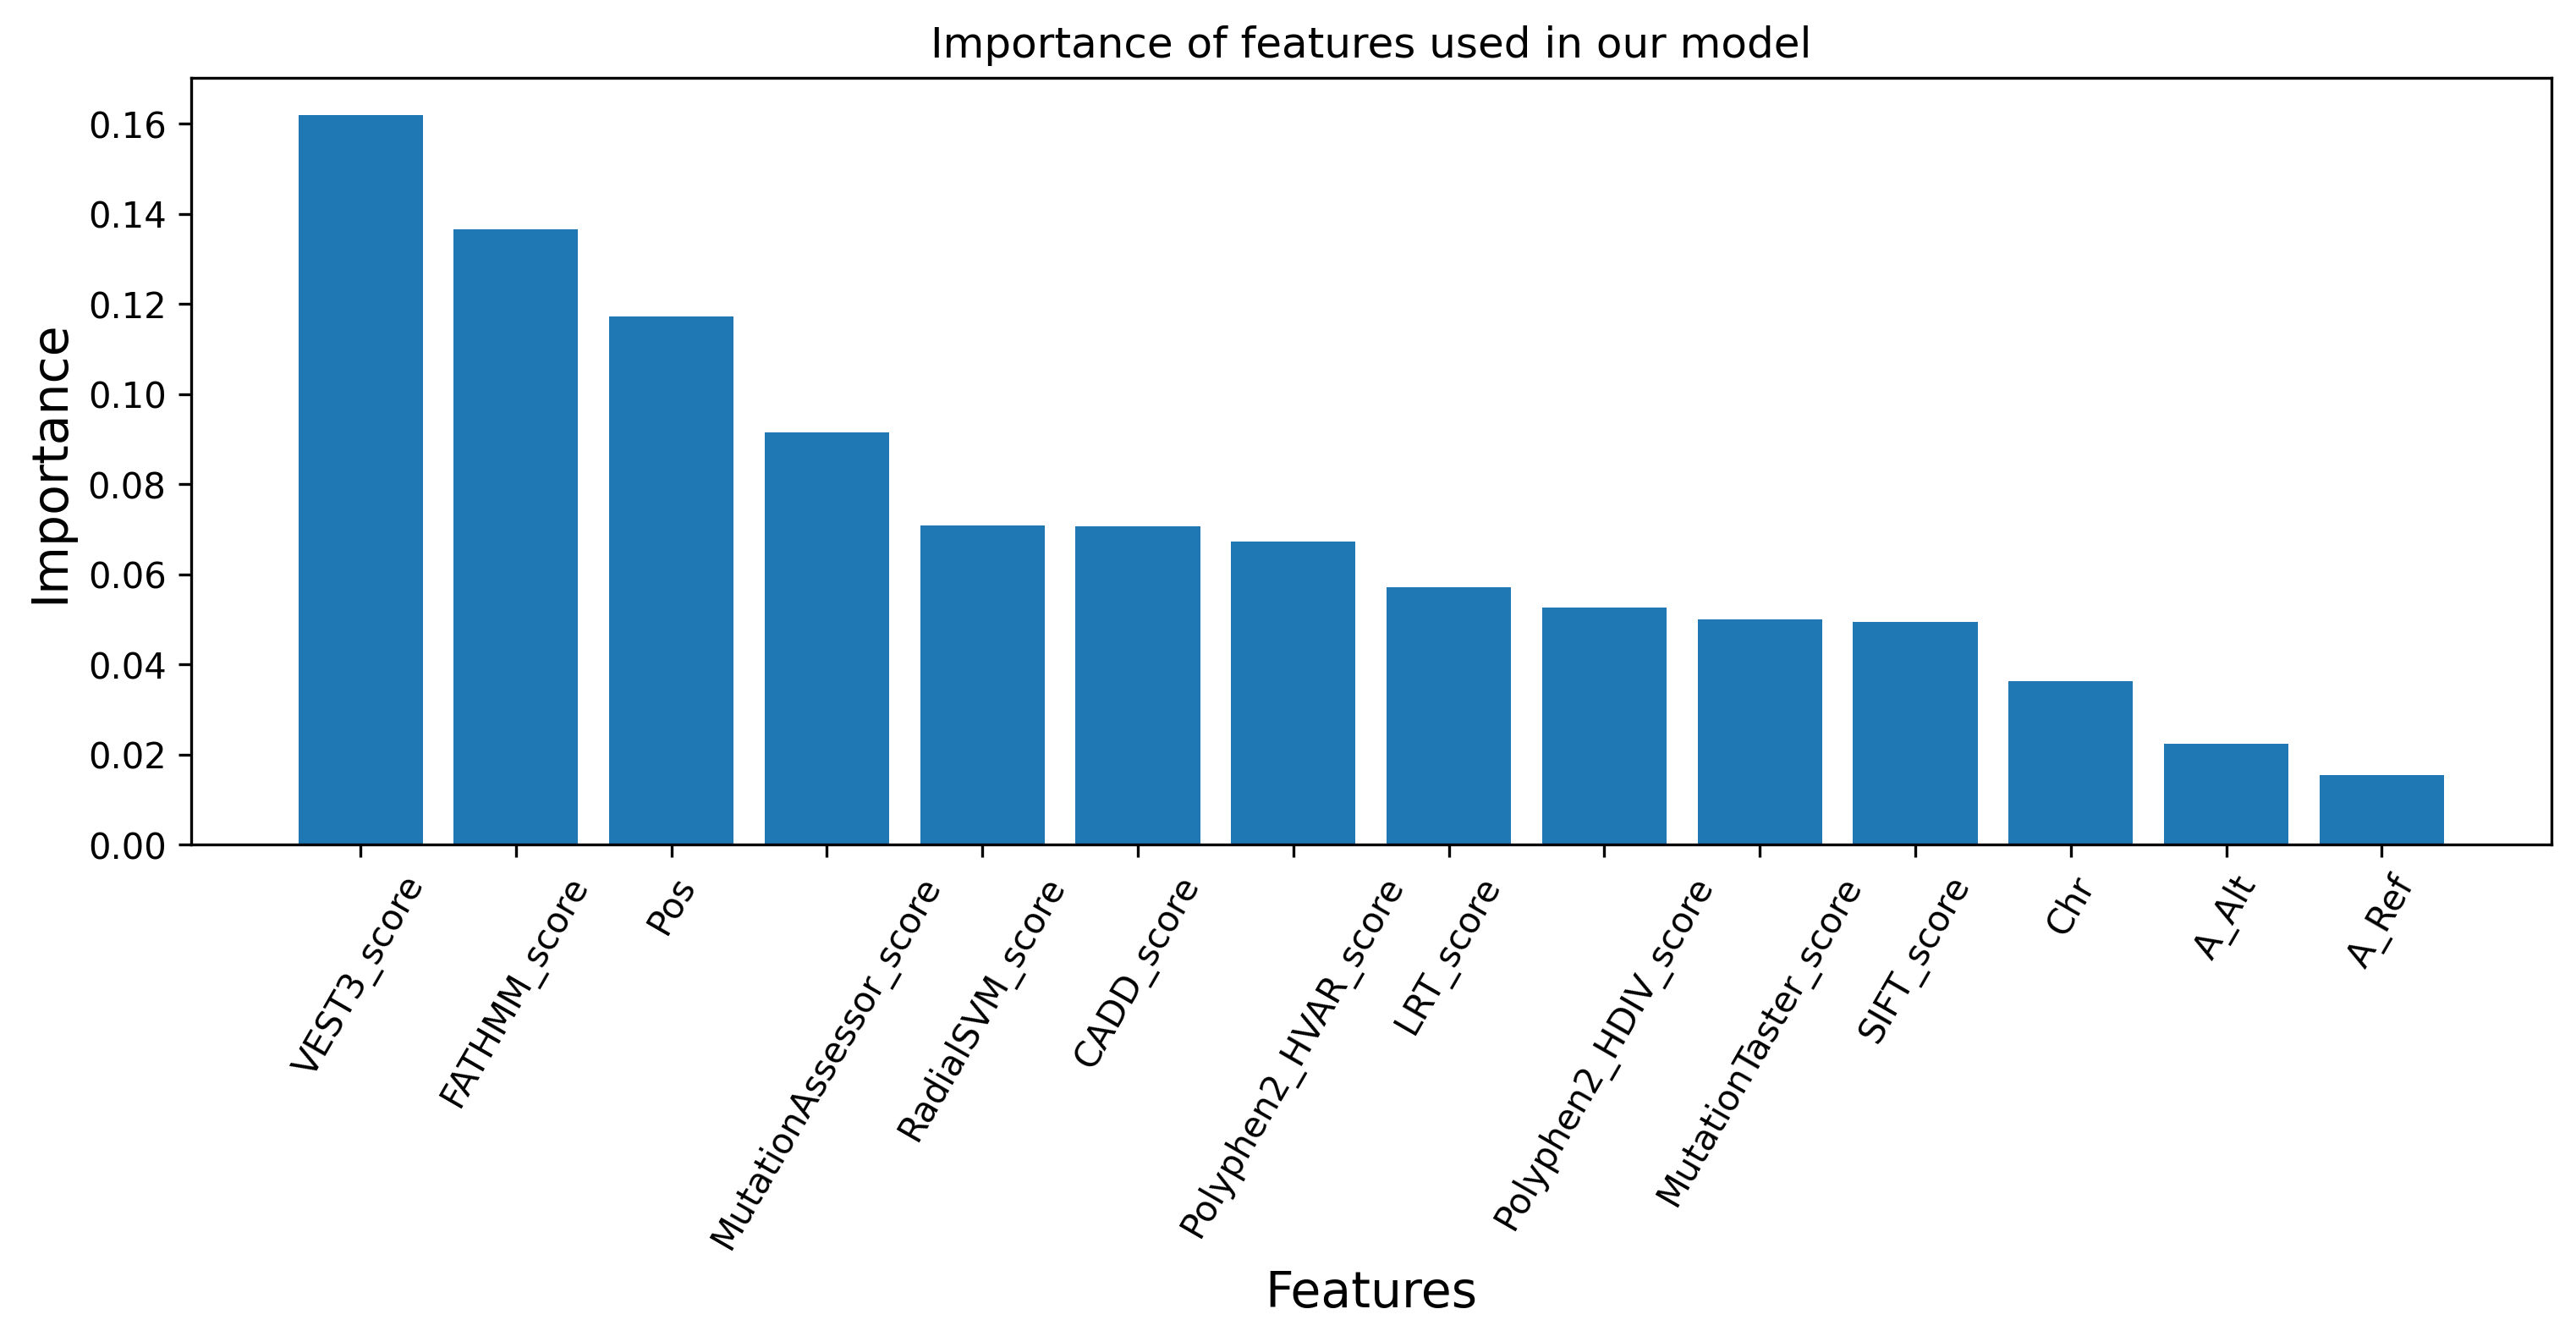 Importance of features used in our model
Importance
0.16
0.14
0.12
0.10
0.08
0.06
0.04
0.02
0.00
VEST3_score
FATHMM_score
Pos
MutationAssessor_score
RadialSVM_score
CADD_score
Polyphen2_HVAR_score
LRT_score
Polyphen2_HDIV_score
MutationTaster_score
SIFT_score
Chr
A_Alt
A_Ref
Features